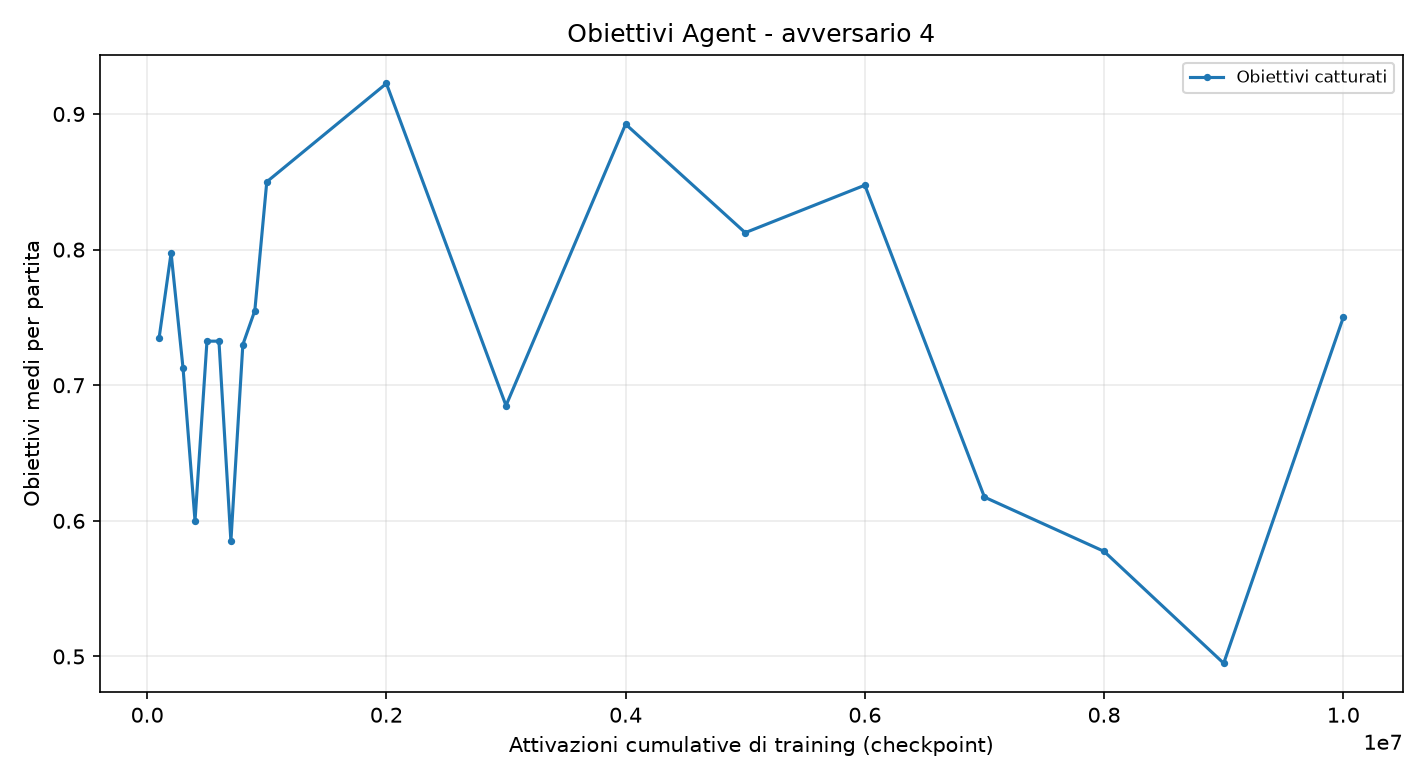 Obiettivi Agent - avversario 4
Obiettivi catturati
Obiettivi medi per partita
0.9
0.8
0.7
0.6
0.5
0.0 0.2 0.4 0.6 0.8 1.0
1e7
Attivazioni cumulative di training (checkpoint)